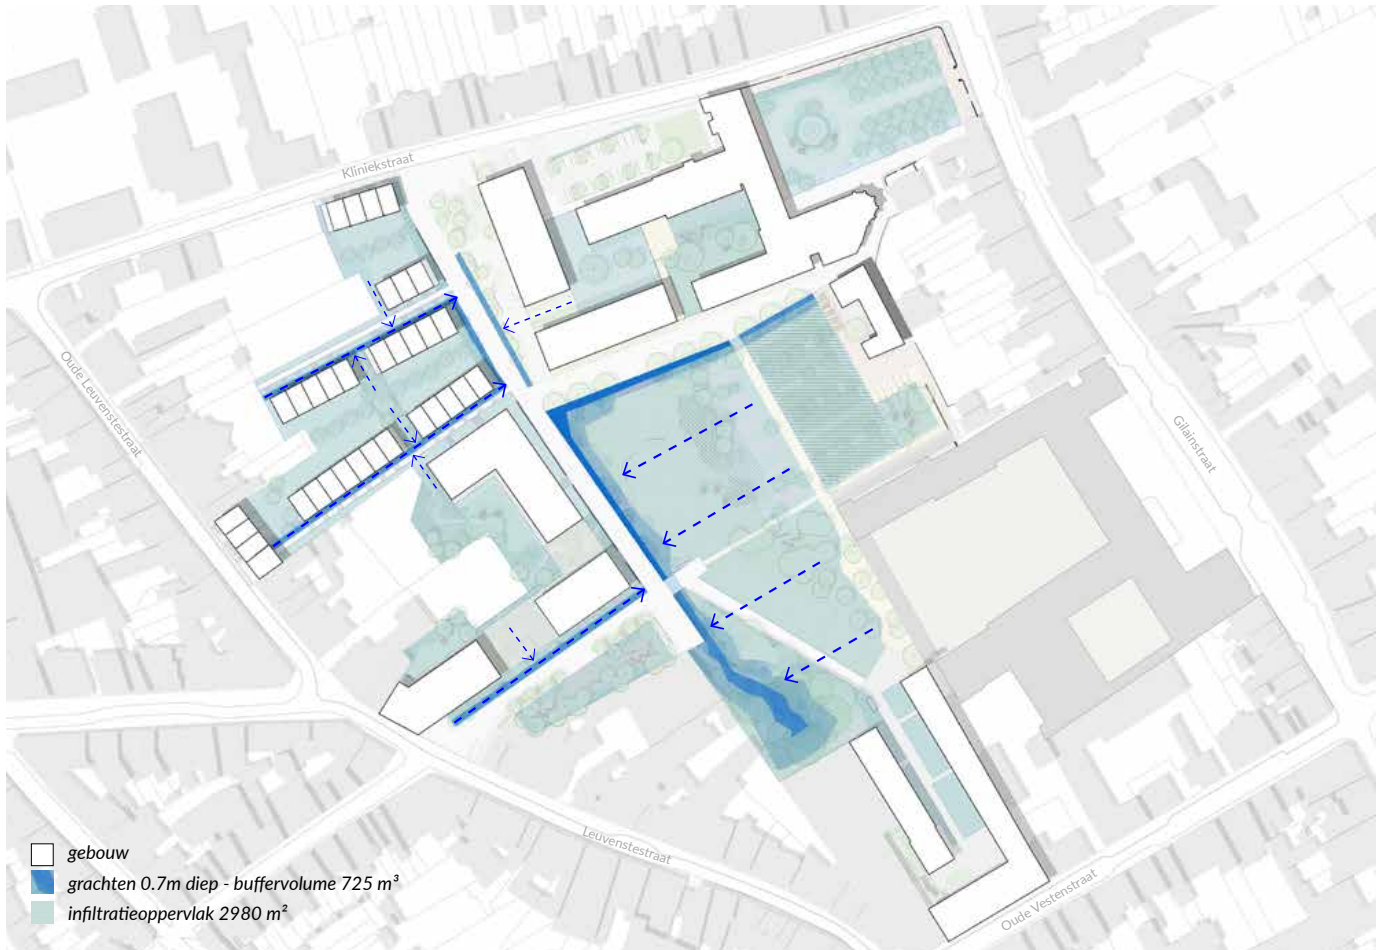 Kliniekstraat
Oude Leuvenstestraat
Gilainstraat
Leuvenstestraat
Oude Vestenstraat
gebouw
grachten 0.7m diep - buffervolume 725 m³
infiltratieoppervlak 2980 m²